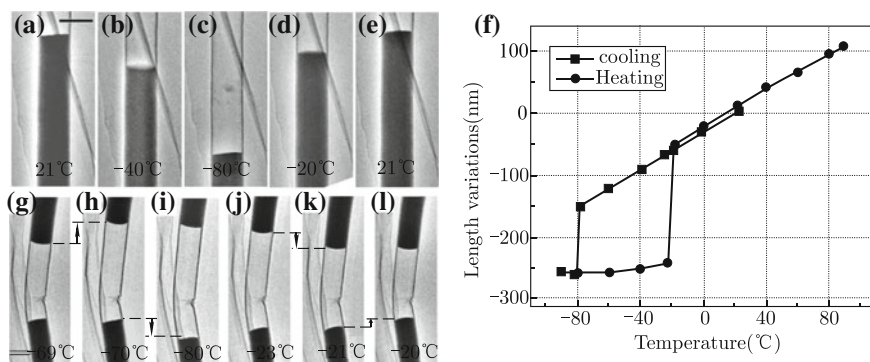 (a) (b) (c) (d) (e)
21℃ −40℃ −80℃ −20℃ 21℃
(g) (h) (i) (j) (k) (l)
−69℃ −70℃ −80℃ −23℃ −21℃ −20℃
(f)
cooling
Heating
Length variations(nm)
100
0
−100
−200
−300
−80 −40 0 40 80
Temperature(℃)